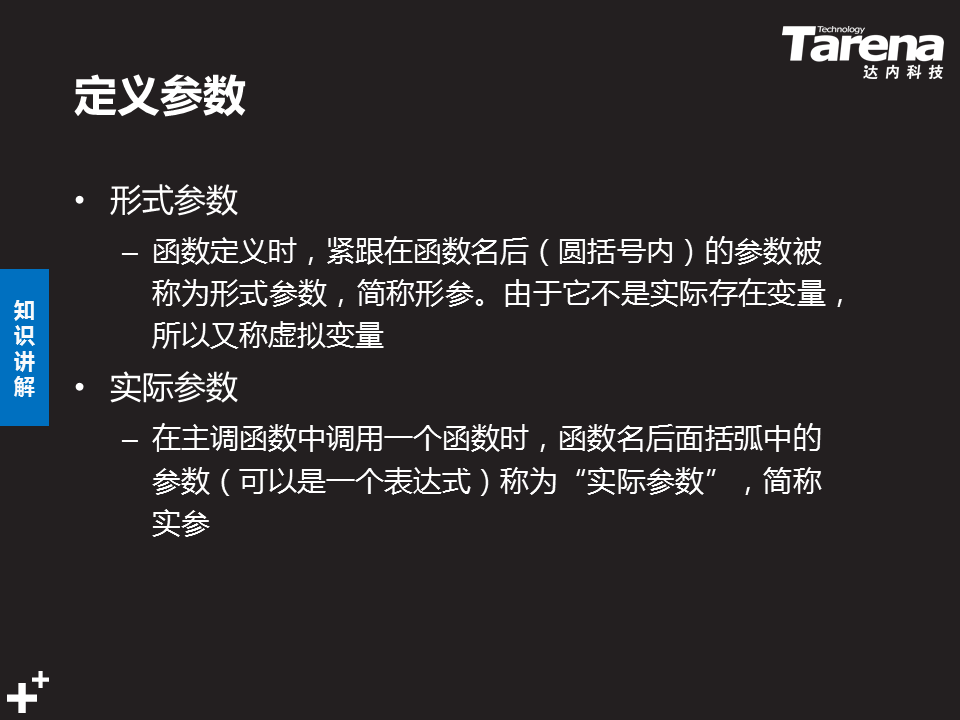 Technology
Tarena
达内科技
定义参数
• 形式参数
– 函数定义时，紧跟在函数名后（圆括号内）的参数被
称为形式参数，简称形参。由于它不是实际存在变量，
所以又称虚拟变量
• 实际参数
– 在主调函数中调用一个函数时，函数名后面括弧中的
参数（可以是一个表达式）称为“实际参数”，简称
实参
知
识
讲
解